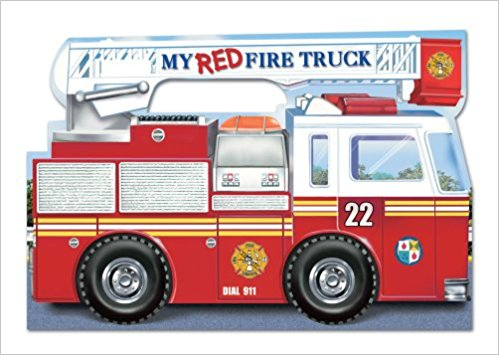 MY RED FIRE TRUCK
22
DIAL 911